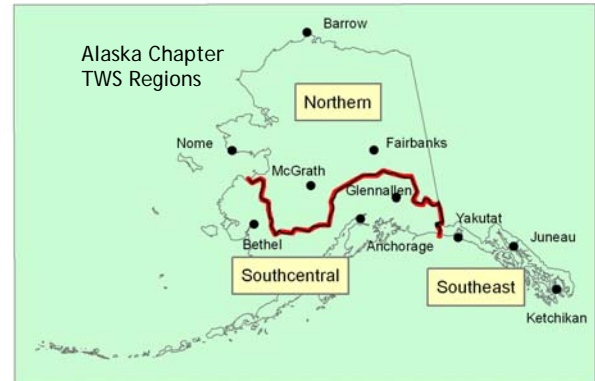 Barrow
Alaska Chapter
TWS Regions
Northern
Nome
Fairbanks
McGrath
Glennallen
Yakutat
Bethel
Anchorage
Juneau
Southcentral
Southeast
Ketchikan